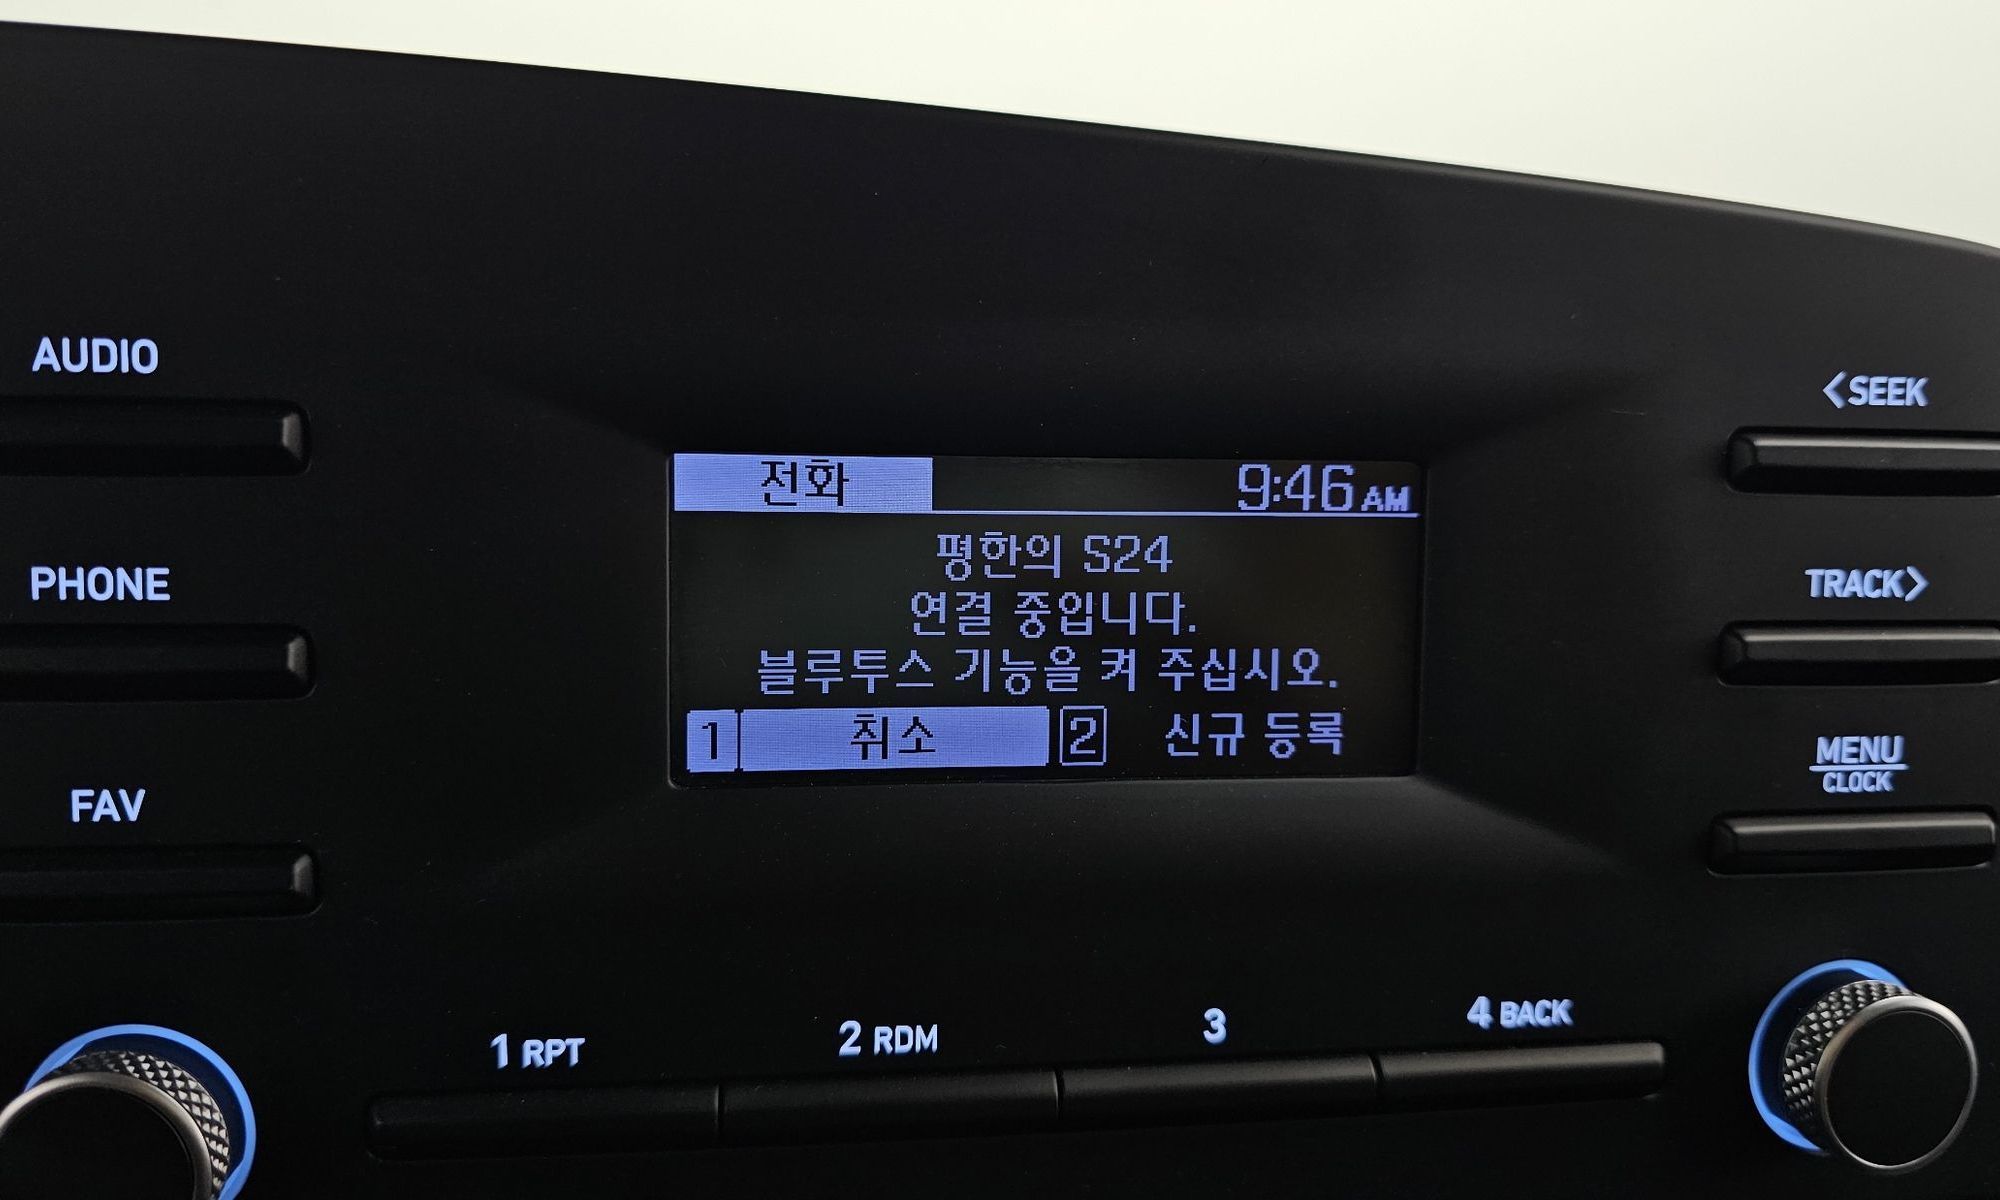 AUDIO
PHONE
FAV
전화 9:46 AM
평한의 S24
연결 중입니다.
블루투스 기능을 켜 주십시오.
1 취소 2 신규 등록
<SEEK
TRACK>
MENU
CLOCK
1 RPT 2 RDM 3 4 BACK